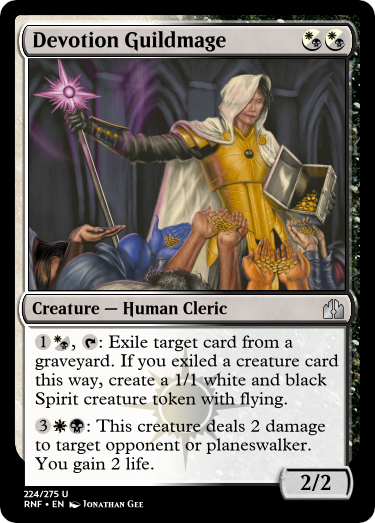 Devotion Guildmage
Creature — Human Cleric
1, : Exile target card from a
graveyard. If you exiled a creature card
this way, create a 1/1 white and black
Spirit creature token with flying.
3: This creature deals 2 damage
to target opponent or planeswalker.
You gain 2 life.
2/2
224/275 U
RNF • EN Jonathan Gee